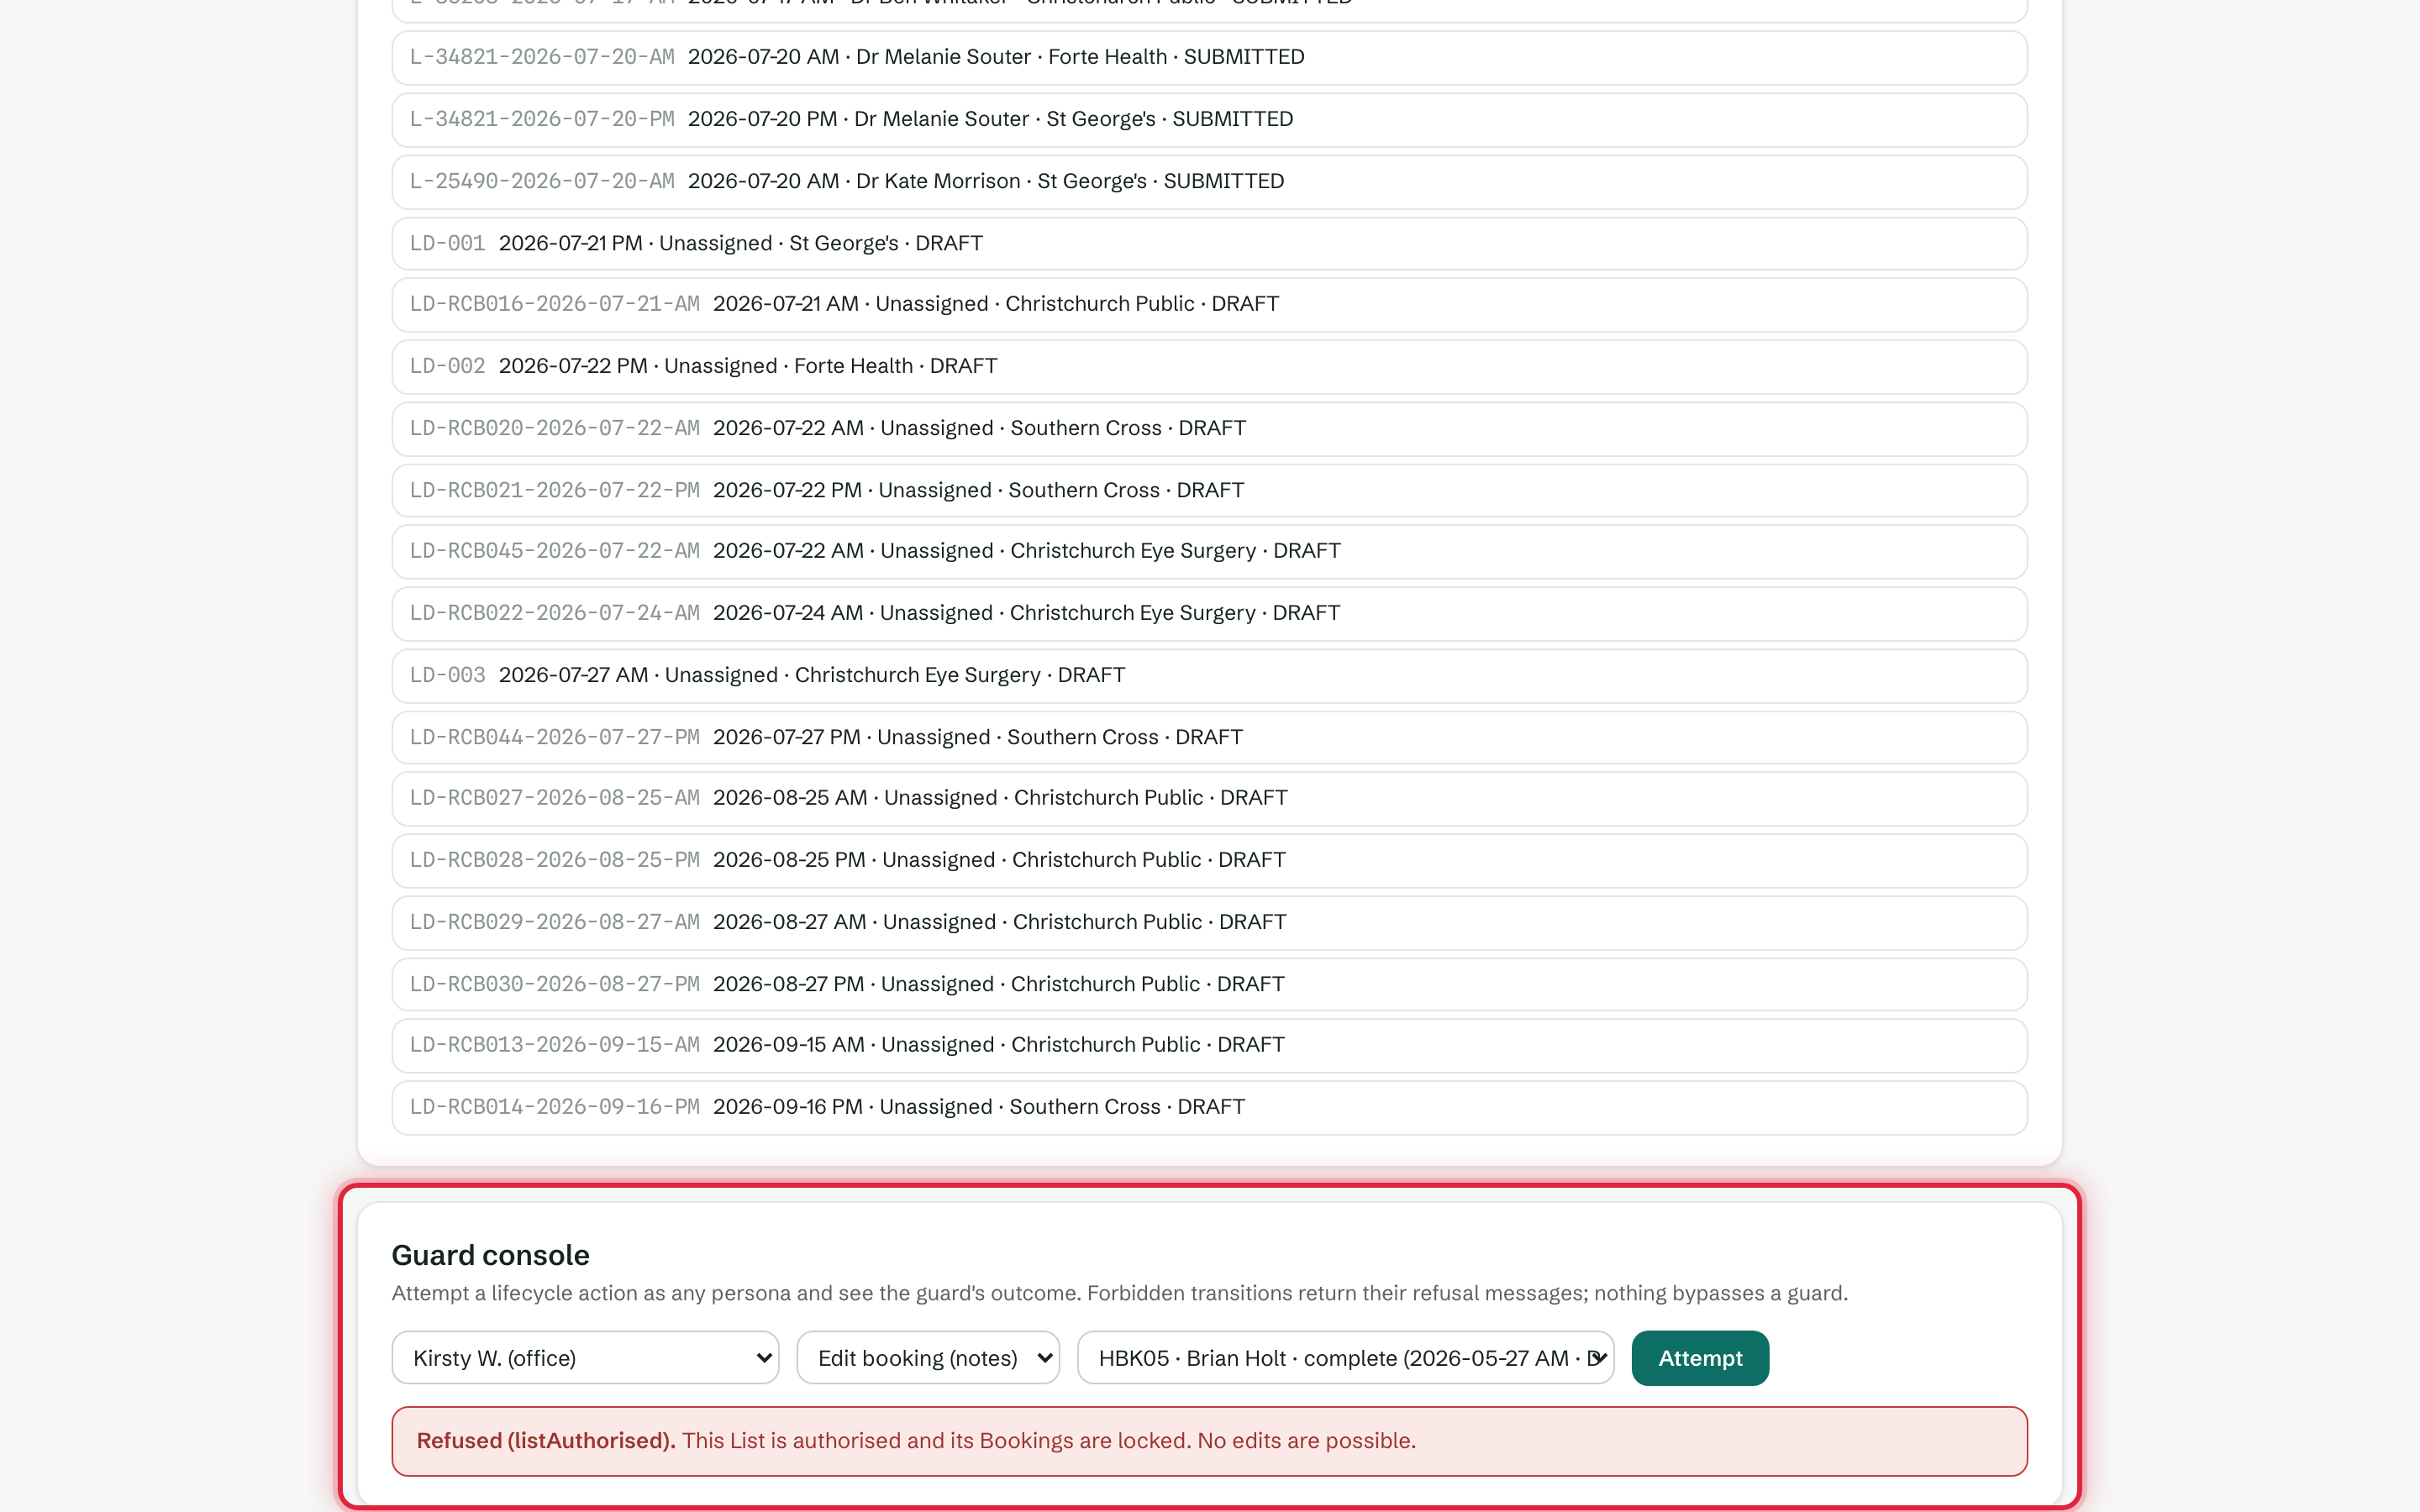 L-34821-2026-07-20-AM 2026-07-20 AM · Dr Melanie Souter · Forte Health · SUBMITTED
L-34821-2026-07-20-PM 2026-07-20 PM · Dr Melanie Souter · St George's · SUBMITTED
L-25490-2026-07-20-AM 2026-07-20 AM · Dr Kate Morrison · St George's · SUBMITTED
LD-001 2026-07-21 PM · Unassigned · St George's · DRAFT
LD-RCB016-2026-07-21-AM 2026-07-21 AM · Unassigned · Christchurch Public · DRAFT
LD-002 2026-07-22 PM · Unassigned · Forte Health · DRAFT
LD-RCB020-2026-07-22-AM 2026-07-22 AM · Unassigned · Southern Cross · DRAFT
LD-RCB021-2026-07-22-PM 2026-07-22 PM · Unassigned · Southern Cross · DRAFT
LD-RCB045-2026-07-22-AM 2026-07-22 AM · Unassigned · Christchurch Eye Surgery · DRAFT
LD-RCB022-2026-07-24-AM 2026-07-24 AM · Unassigned · Christchurch Eye Surgery · DRAFT
LD-003 2026-07-27 AM · Unassigned · Christchurch Eye Surgery · DRAFT
LD-RCB044-2026-07-27-PM 2026-07-27 PM · Unassigned · Southern Cross · DRAFT
LD-RCB027-2026-08-25-AM 2026-08-25 AM · Unassigned · Christchurch Public · DRAFT
LD-RCB028-2026-08-25-PM 2026-08-25 PM · Unassigned · Christchurch Public · DRAFT
LD-RCB029-2026-08-27-AM 2026-08-27 AM · Unassigned · Christchurch Public · DRAFT
LD-RCB030-2026-08-27-PM 2026-08-27 PM · Unassigned · Christchurch Public · DRAFT
LD-RCB013-2026-09-15-AM 2026-09-15 AM · Unassigned · Christchurch Public · DRAFT
LD-RCB014-2026-09-16-PM 2026-09-16 PM · Unassigned · Southern Cross · DRAFT
Guard console
Attempt a lifecycle action as any persona and see the guard's outcome. Forbidden transitions return their refusal messages; nothing bypasses a guard.
Kirsty W. (office) Edit booking (notes) HBK05 · Brian Holt · complete (2026-05-27 AM · Attempt
Refused (listAuthorised). This List is authorised and its Bookings are locked. No edits are possible.